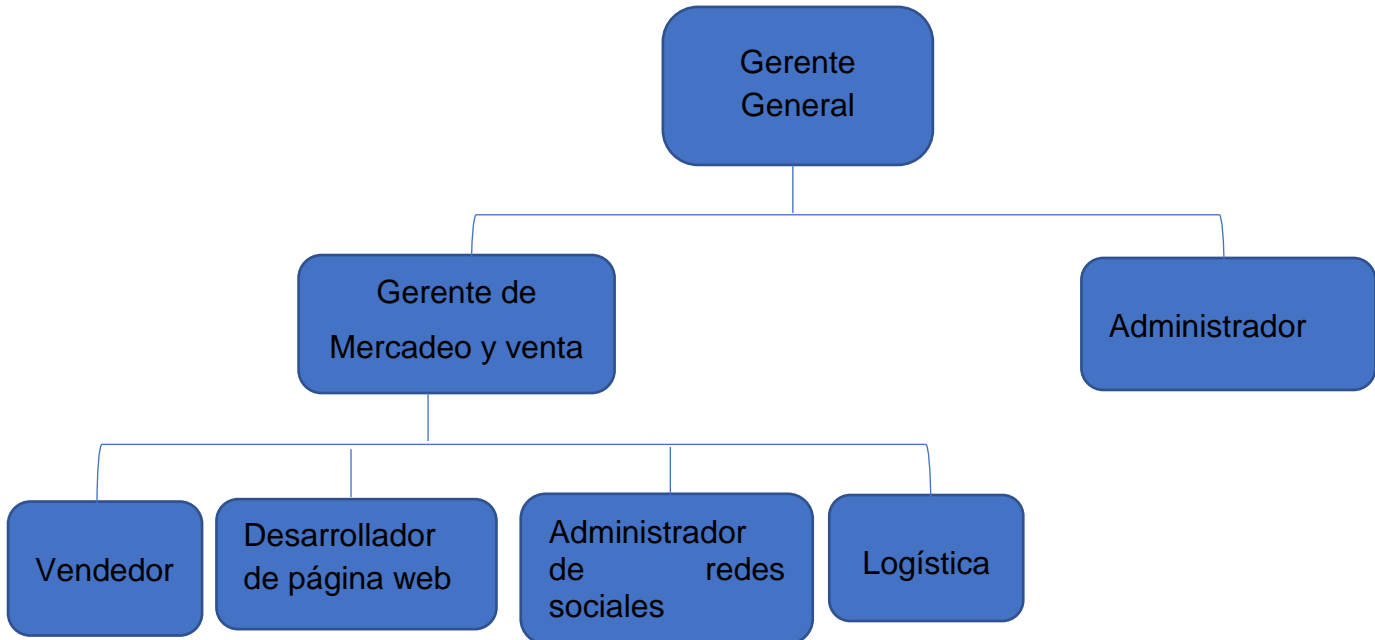 Gerente
General
Gerente de
Mercadeo y venta
Administrador
Vendedor
Desarrollador
de página web
Administrador
de redes
sociales
Logística